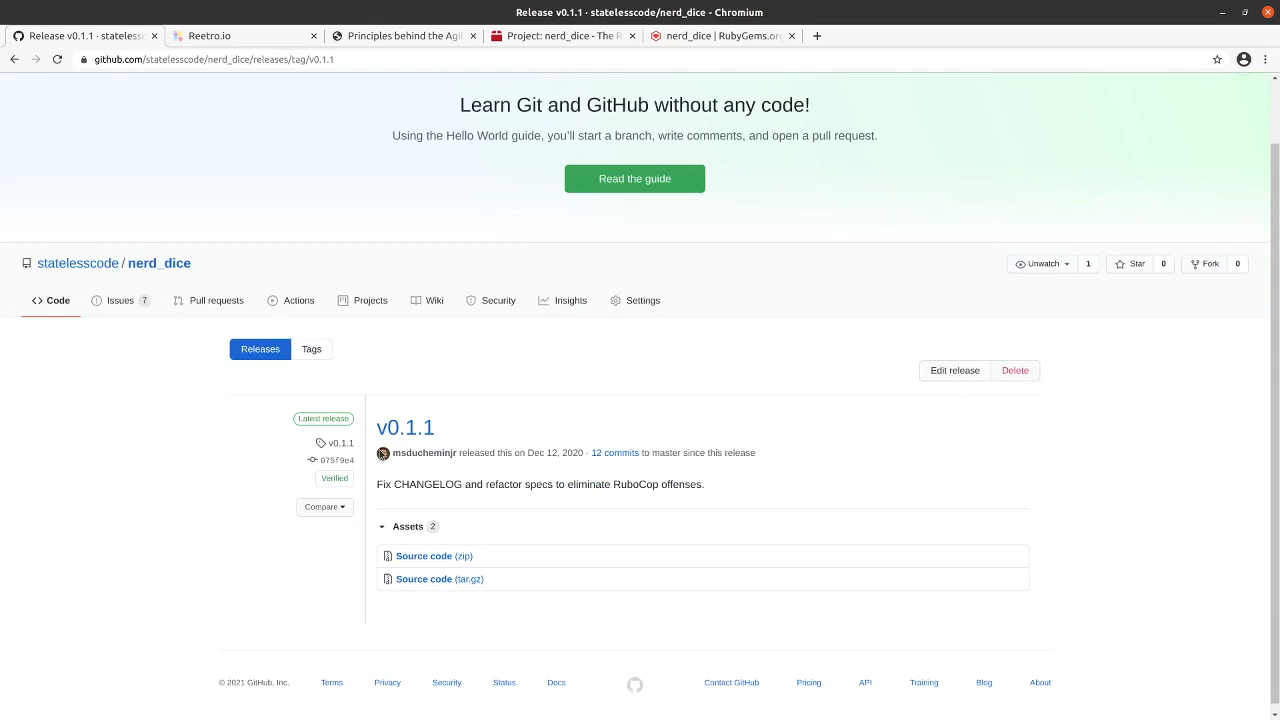 Release v0.1.1 · statelesscode/nerd_dice - Chromium
Release v0.1.1 · stateless
Reetro.io
Principles behind the Agil
Project: nerd_dice - The R
nerd_dice | RubyGems.org
github.com/statelesscode/nerd_dice/releases/tag/v0.1.1
Learn Git and GitHub without any code!
Using the Hello World guide, you'll start a branch, write comments, and open a pull request.
Read the guide
statelesscode / nerd_dice
Unwatch 1 Star 0 Fork 0
Code Issues 7 Pull requests Actions Projects Wiki Security Insights Settings
Releases Tags
Edit release Delete
Latest release
v0.1.1
075f9e4
Verified
Compare
v0.1.1
msducheminjr released this on Dec 12, 2020 · 12 commits to master since this release
Fix CHANGELOG and refactor specs to eliminate RuboCop offenses.
Assets 2
Source code (zip)
Source code (tar.gz)
© 2021 GitHub, Inc. Terms Privacy Security Status Docs Contact GitHub Pricing API Training Blog About